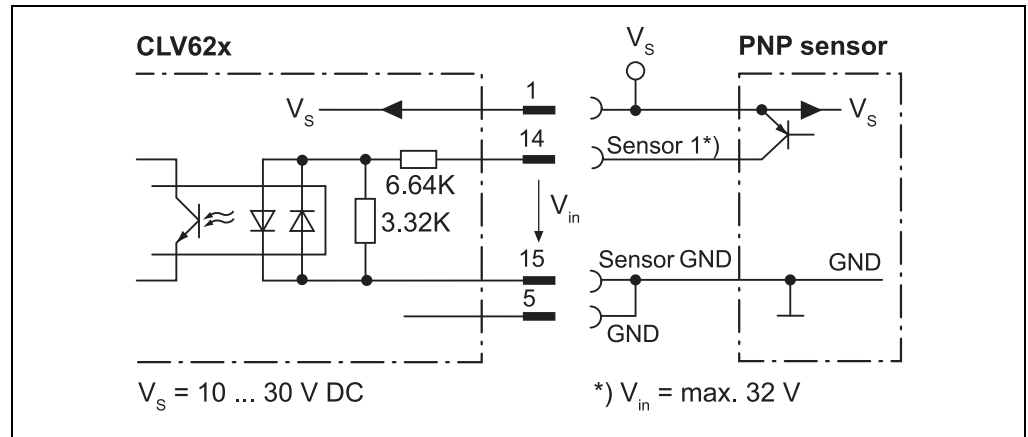 CLV62x
V_S
PNP sensor
1
V_S
V_S
14
Sensor 1*)
6.64K
3.32K
V_in
15
Sensor GND
GND
5
GND
V_S = 10 ... 30 V DC
*) V_in = max. 32 V